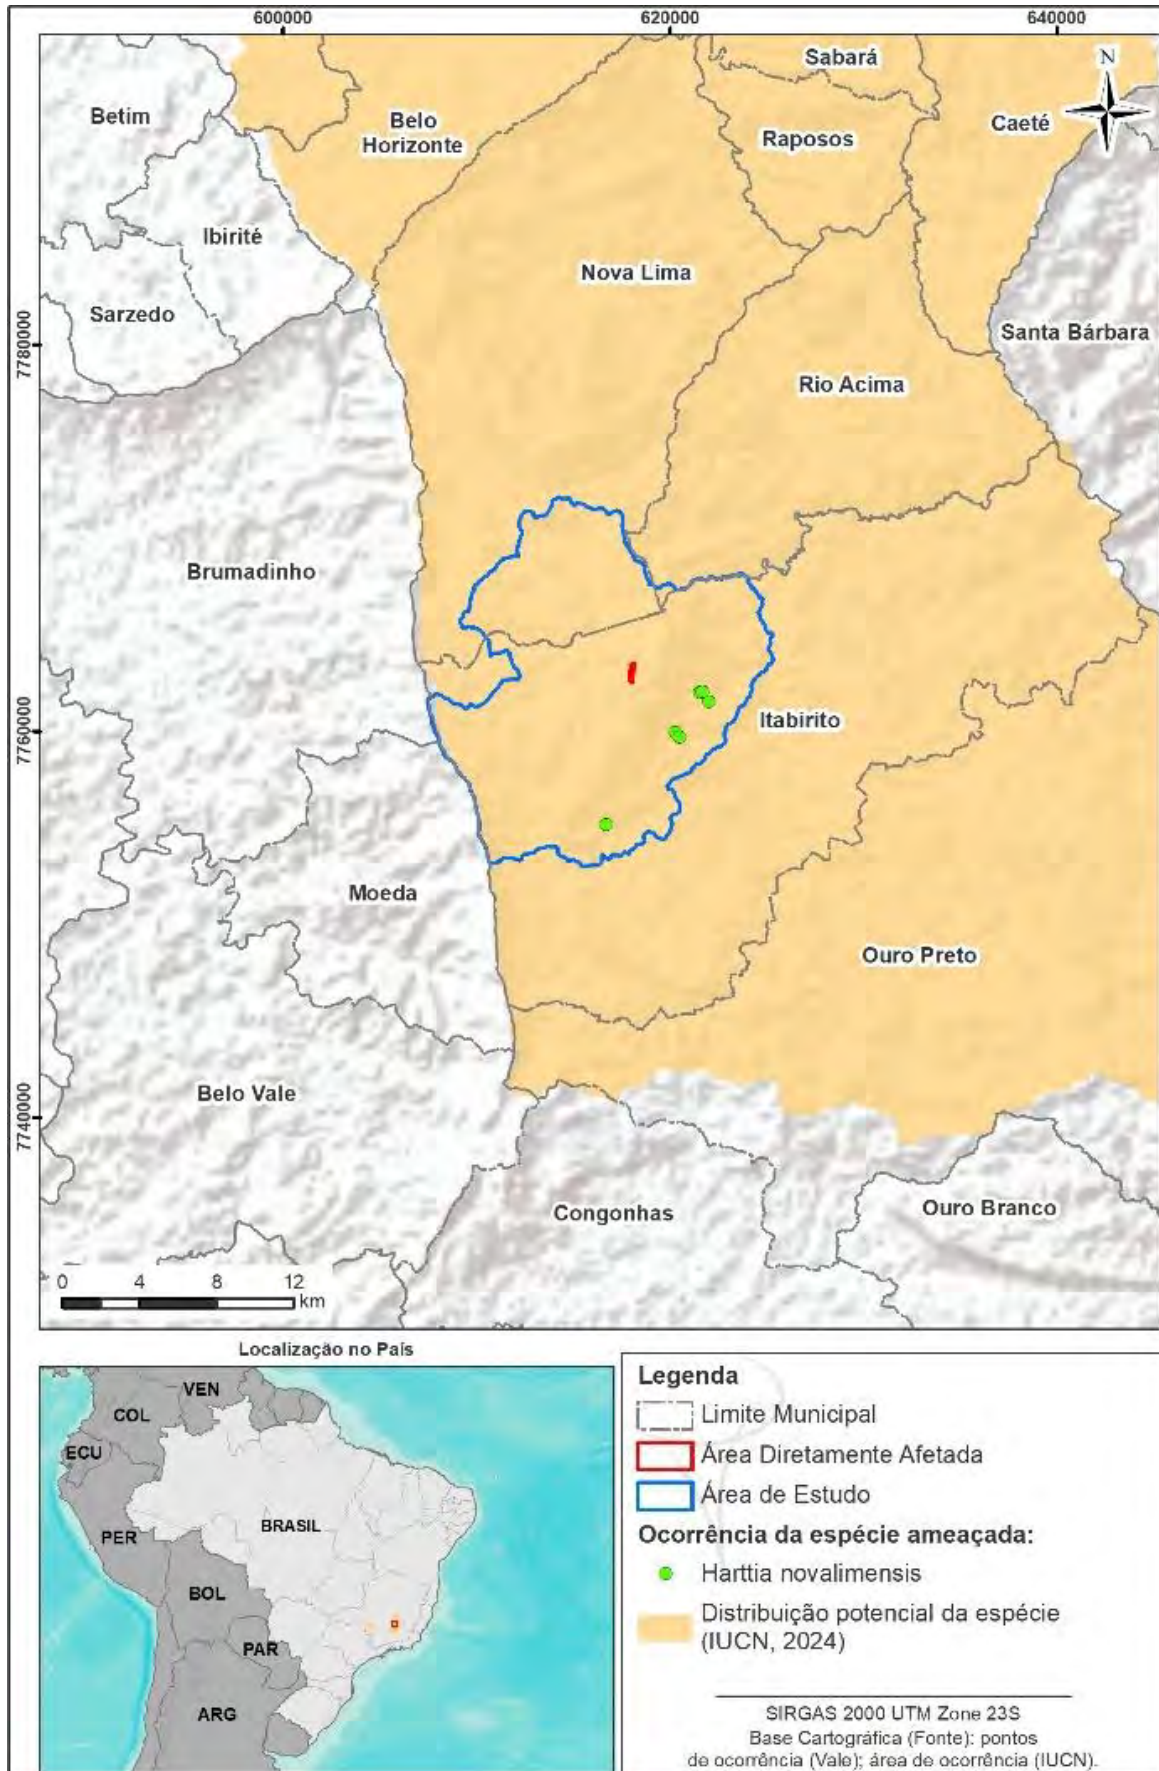 600000
620000
640000
Sabará
N
Betim
Belo
Horizonte
Raposos
Caeté
Ibirité
Nova Lima
Sarzedo
7780000
Santa Bárbara
Rio Acima
Brumadinho
Itabirito
7760000
Moeda
Ouro Preto
Belo Vale
7740000
Congonhas
Ouro Branco
0 4 8 12
km
Localização no País
VEN
COL
ECU
PER
BRASIL
BOL
PAR
ARG
Legenda
Limite Municipal
Área Diretamente Afetada
Área de Estudo
Ocorrência da espécie ameaçada:
Harttia novalimensis
Distribuição potencial da espécie
(IUCN, 2024)
SIRGAS 2000 UTM Zone 23S
Base Cartográfica (Fonte): pontos
de ocorrência (Vale); área de ocorrência (IUCN).